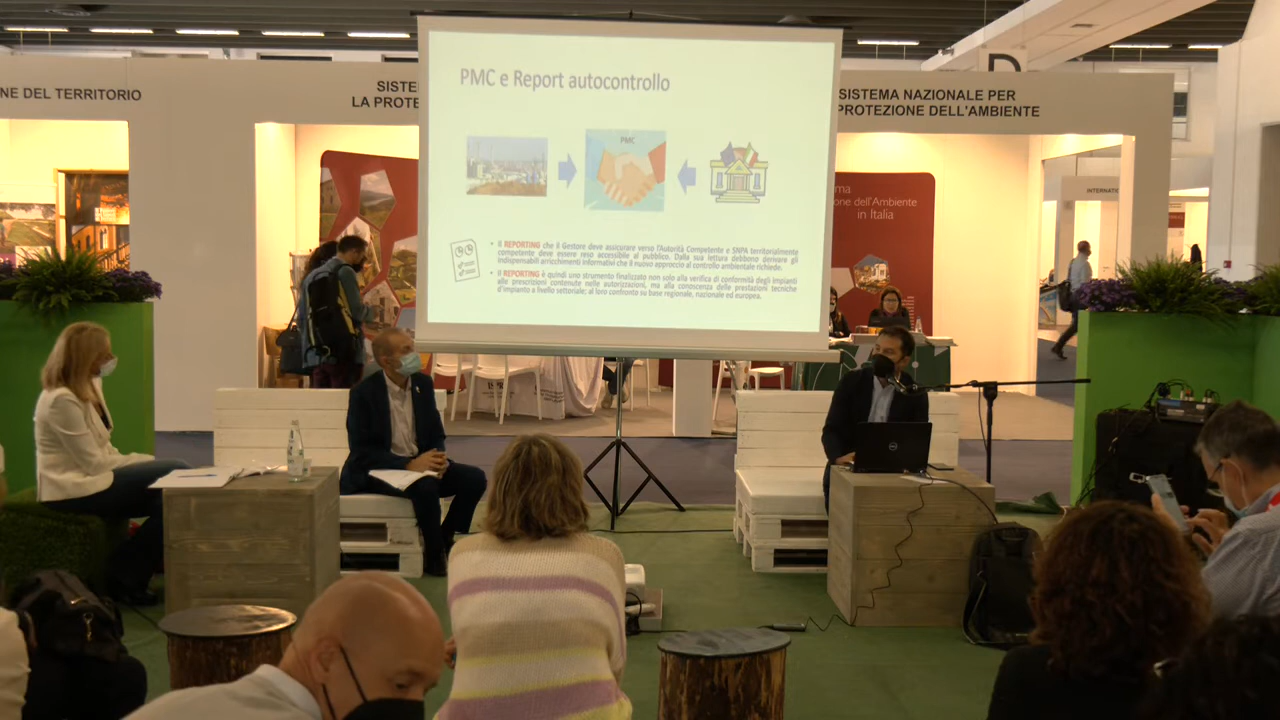 NE DEL TERRITORIO
SISTE
LA PROTE
SISTEMA NAZIONALE PER
PROTEZIONE DELL'AMBIENTE
D
PMC e Report autocontrollo
PMC
• Il REPORTING che il Gestore deve assicurare verso l'Autorità Competente e SNPA territorialmente
competente deve essere reso accessibile al pubblico. Dalla sua lettura debbono derivare gli
indispensabili arricchimenti informativi che il nuovo approccio al controllo ambientale richiede.
• Il REPORTING è quindi uno strumento finalizzato non solo alla verifica di conformità degli impianti
alle prescrizioni contenute nelle autorizzazioni, ma alla conoscenza delle prestazioni tecniche
d'impianto a livello settoriale; al loro confronto su base regionale, nazionale ed europea.
ma
one dell'Ambiente
in Italia
INTERNATIO
DELL